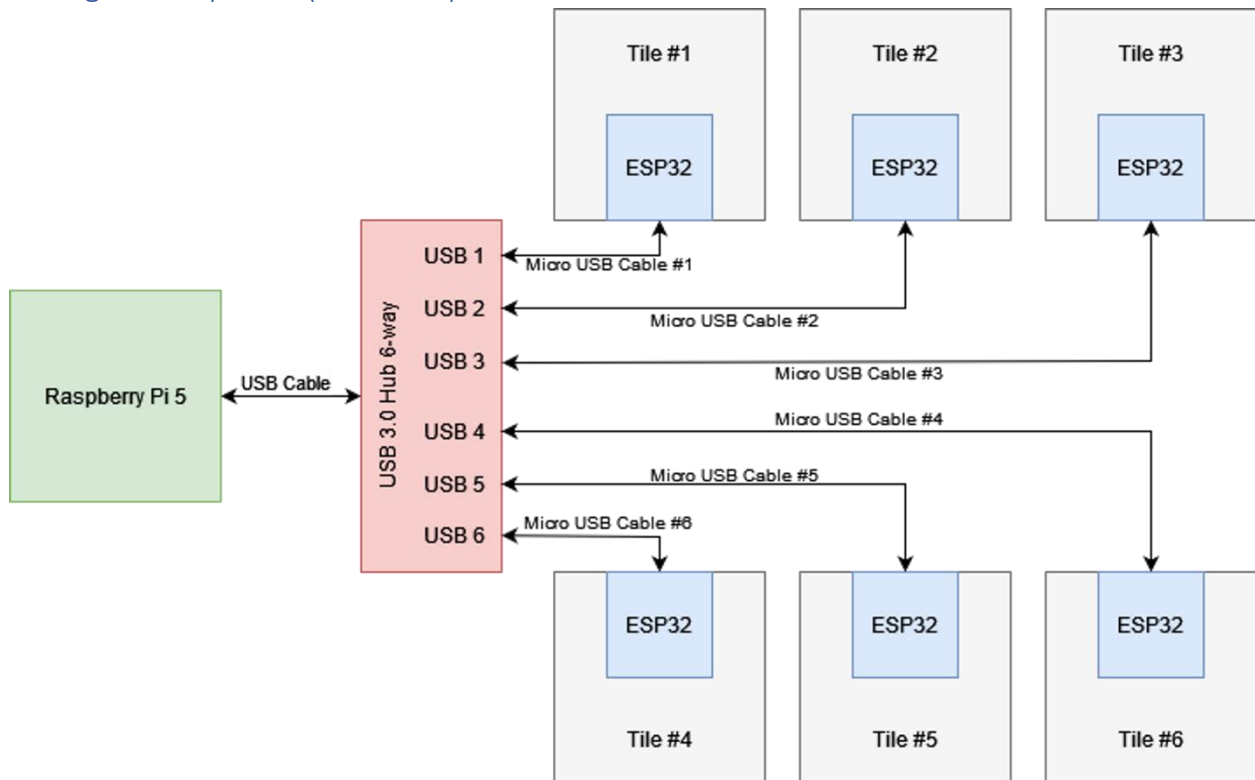 Tile #1
Tile #2
Tile #3
ESP32
ESP32
ESP32
USB 1
Micro USB Cable #1
USB 2
Micro USB Cable #2
USB 3
Micro USB Cable #3
Raspberry Pi 5
USB Cable
USB 3.0 Hub 6-way
USB 4
Micro USB Cable #4
USB 5
Micro USB Cable #5
USB 6
Micro USB Cable #6
ESP32
ESP32
ESP32
Tile #4
Tile #5
Tile #6